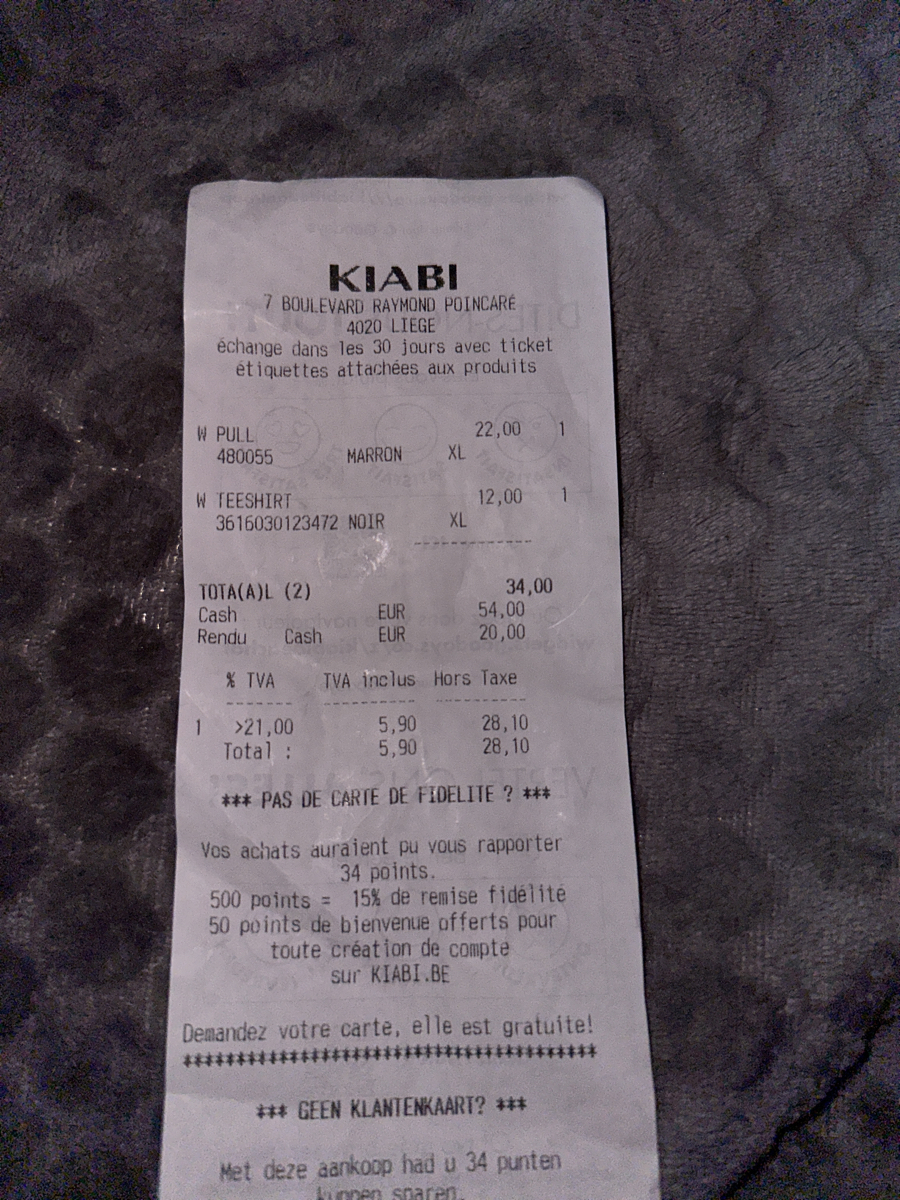 KIABI
7 BOULEVARD RAYMOND POINCARÉ
4020 LIEGE
échange dans les 30 jours avec ticket
étiquettes attachées aux produits
W PULL 22,00 1
480055 MARRON XL
W TEESHIRT 12,00 1
3616030123472 NOIR XL
--------------
TOTA(A)L (2) 34,00
Cash EUR 54,00
Rendu Cash EUR 20,00
% TVA TVA inclus Hors Taxe
------- ---------- ----------
1 >21,00 5,90 28,10
Total : 5,90 28,10
*** PAS DE CARTE DE FIDELITE ? ***
Vos achats auraient pu vous rapporter
34 points.
500 points = 15% de remise fidélité
50 points de bienvenue offerts pour
toute création de compte
sur KIABI.BE
Demandez votre carte, elle est gratuite!
****************************************
*** GEEN KLANTENKAART? ***
Met deze aankoop had u 34 punten
kunnen sparen.